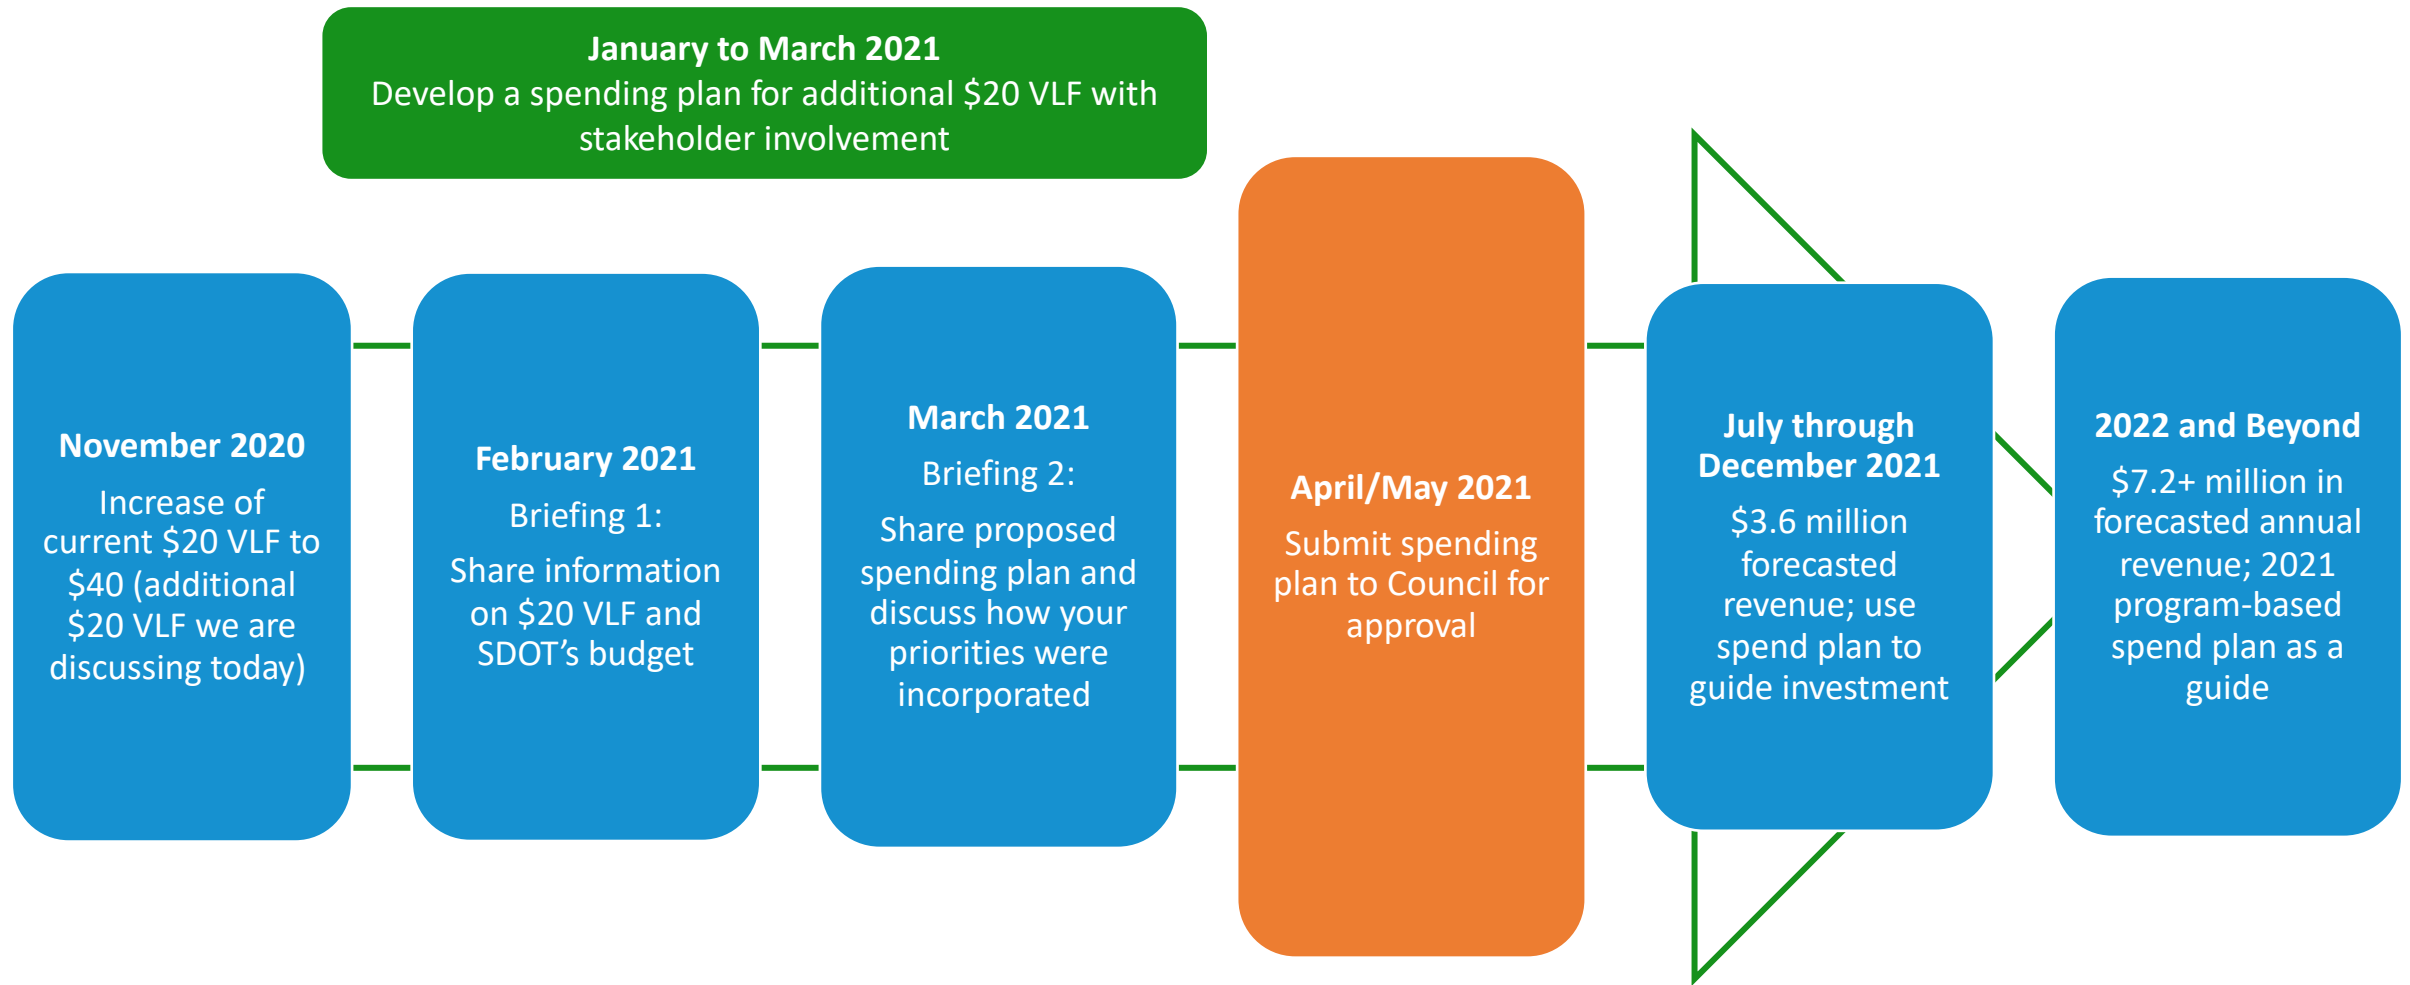 January to March 2021
Develop a spending plan for additional $20 VLF with
stakeholder involvement
November 2020
Increase of
current $20 VLF to
$40 (additional
$20 VLF we are
discussing today)
February 2021
Briefing 1:
Share information
on $20 VLF and
SDOT’s budget
March 2021
Briefing 2:
Share proposed
spending plan and
discuss how your
priorities were
incorporated
April/May 2021
Submit spending
plan to Council for
approval
July through
December 2021
$3.6 million
forecasted
revenue; use
spend plan to
guide investment
2022 and Beyond
$7.2+ million in
forecasted annual
revenue; 2021
program-based
spend plan as a
guide